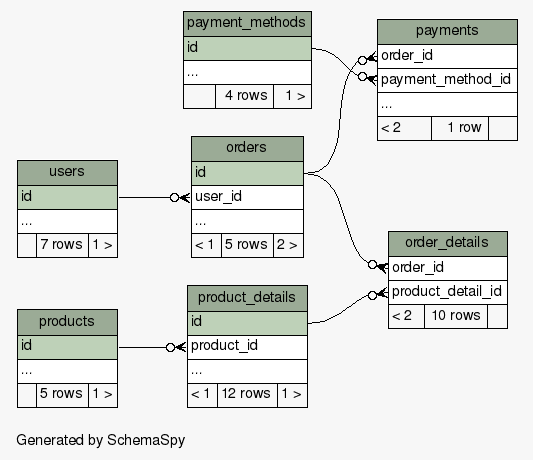 payment_methods
id
...
4 rows 1 >
payments
order_id
payment_method_id
...
< 2 1 row
orders
id
user_id
...
< 1 5 rows 2 >
users
id
...
7 rows 1 >
order_details
order_id
product_detail_id
< 2 10 rows
product_details
id
product_id
...
< 1 12 rows 1 >
products
id
...
5 rows 1 >
Generated by SchemaSpy